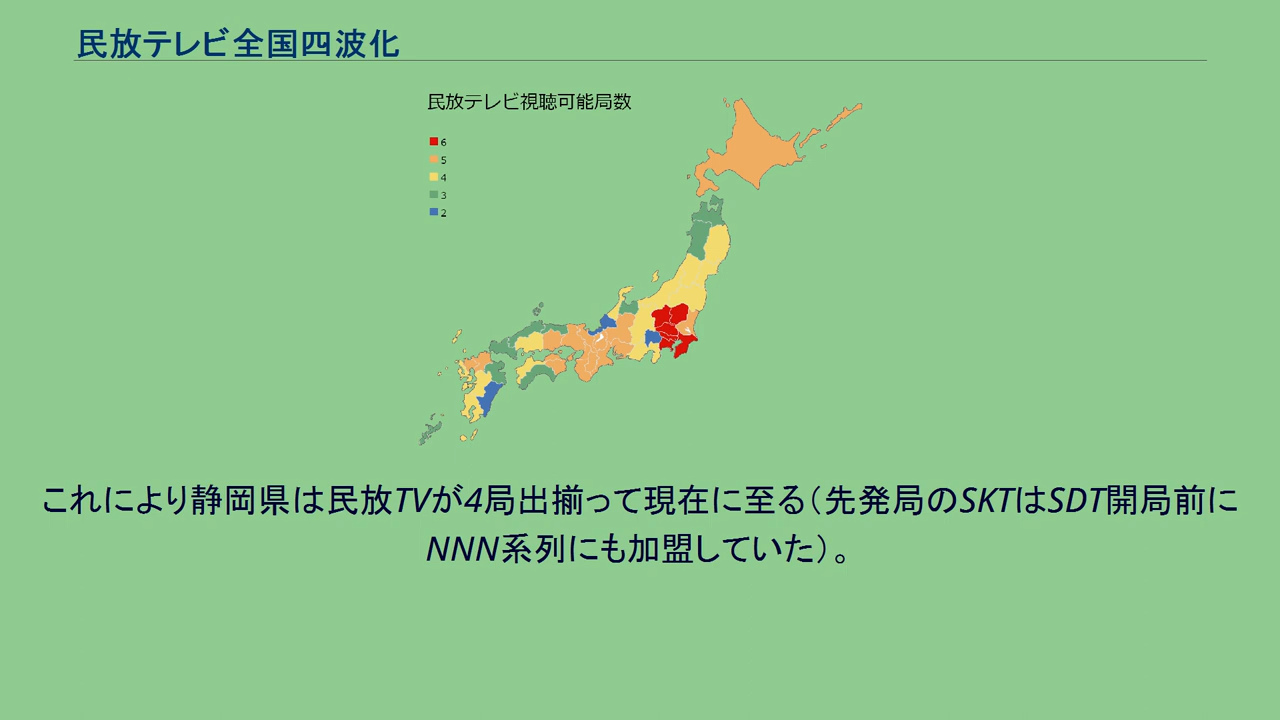 民放テレビ全国四波化
民放テレビ視聴可能局数
6
5
4
3
2
これにより静岡県は民放TVが4局出揃って現在に至る（先発局のSKTはSDT開局前に
NNN系列にも加盟していた）。